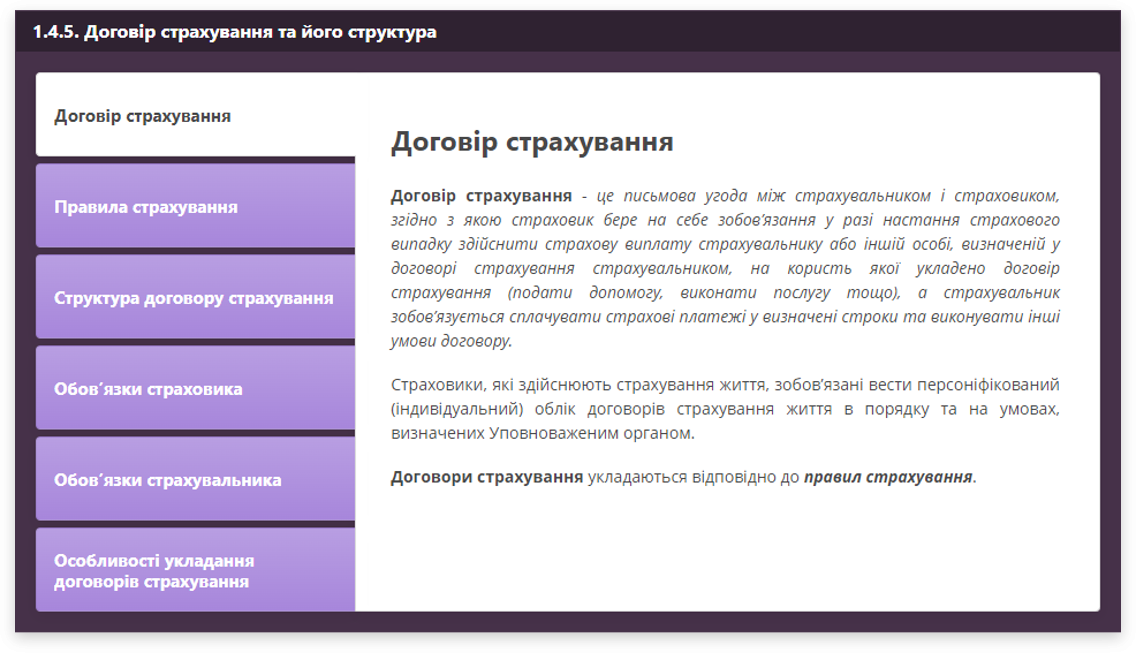 1.4.5. Договір страхування та його структура
Договір страхування
Правила страхування
Структура договору страхування
Обов’язки страховика
Обов’язки страхувальника
Особливості укладання
договорів страхування
Договір страхування
Договір страхування - це письмова угода між страхувальником і страховиком,
згідно з якою страховик бере на себе зобов’язання у разі настання страхового
випадку здійснити страхову виплату страхувальнику або іншій особі, визначеній у
договорі страхування страхувальником, на користь якої укладено договір
страхування (подати допомогу, виконати послугу тощо), а страхувальник
зобов’язується сплачувати страхові платежі у визначені строки та виконувати інші
умови договору.
Страховики, які здійснюють страхування життя, зобов’язані вести персоніфікований
(індивідуальний) облік договорів страхування життя в порядку та на умовах,
визначених Уповноваженим органом.
Договори страхування укладаються відповідно до правил страхування.